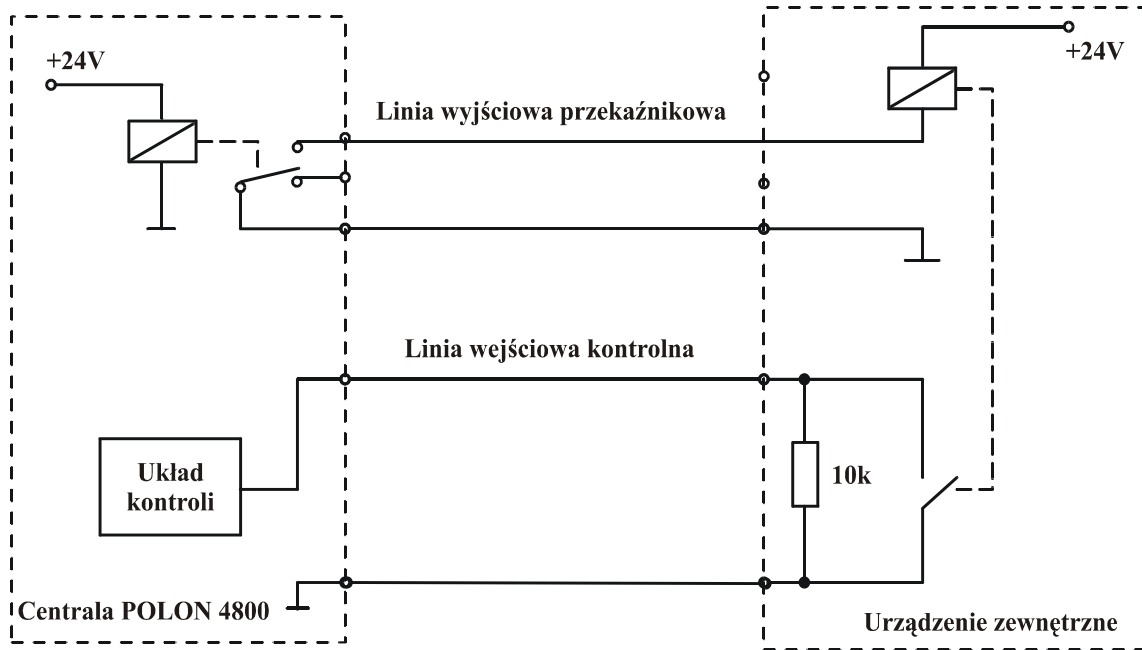 +24V
+24V
Linia wyjściowa przekaźnikowa
Linia wejściowa kontrolna
Układ
kontroli
10k
Centrala POLON 4800
Urządzenie zewnętrzne